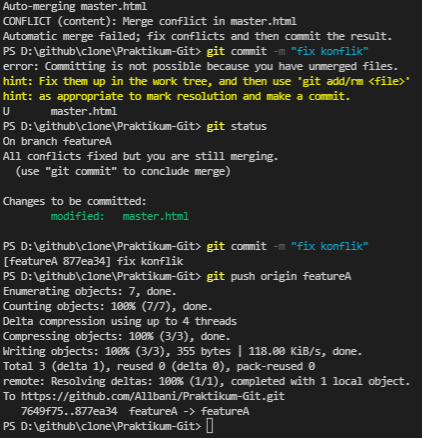 Auto-merging master.html
CONFLICT (content): Merge conflict in master.html
Automatic merge failed; fix conflicts and then commit the result.
PS D:\github\clone\Praktikum-Git> git commit -m "fix konflik"
error: Committing is not possible because you have unmerged files.
hint: Fix them up in the work tree, and then use 'git add/rm <file>'
hint: as appropriate to mark resolution and make a commit.
U       master.html
PS D:\github\clone\Praktikum-Git> git status
On branch featureA
All conflicts fixed but you are still merging.
  (use "git commit" to conclude merge)

Changes to be committed:
        modified:   master.html

PS D:\github\clone\Praktikum-Git> git commit -m "fix konflik"
[featureA 877ea34] fix konflik
PS D:\github\clone\Praktikum-Git> git push origin featureA
Enumerating objects: 7, done.
Counting objects: 100% (7/7), done.
Delta compression using up to 4 threads
Compressing objects: 100% (3/3), done.
Writing objects: 100% (3/3), 355 bytes | 118.00 KiB/s, done.
Total 3 (delta 1), reused 0 (delta 0), pack-reused 0
remote: Resolving deltas: 100% (1/1), completed with 1 local object.
To https://github.com/Allbani/Praktikum-Git.git
   7649f75..877ea34  featureA -> featureA
PS D:\github\clone\Praktikum-Git>